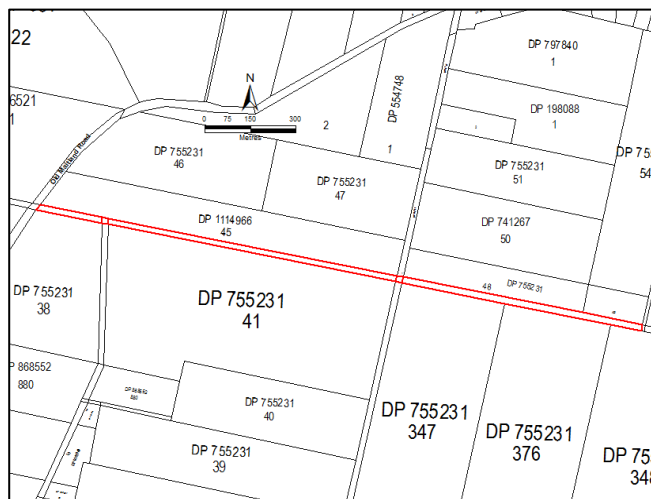 22
DP 797840
1
6521
1
N
DP 554748
DP 198088
1
0 75 150 300
Metres
2
1
Old Maitland Road
DP 755231
46
DP 755231
47
DP 755231
51
DP 75
54
DP 1114966
45
DP 741267
50
48 DP 755231
DP 755231
38
DP 755231
41
P 868552
880
DP 755231
40
DP 755231
347
DP 755231
376
DP 75
348
DP 755231
39